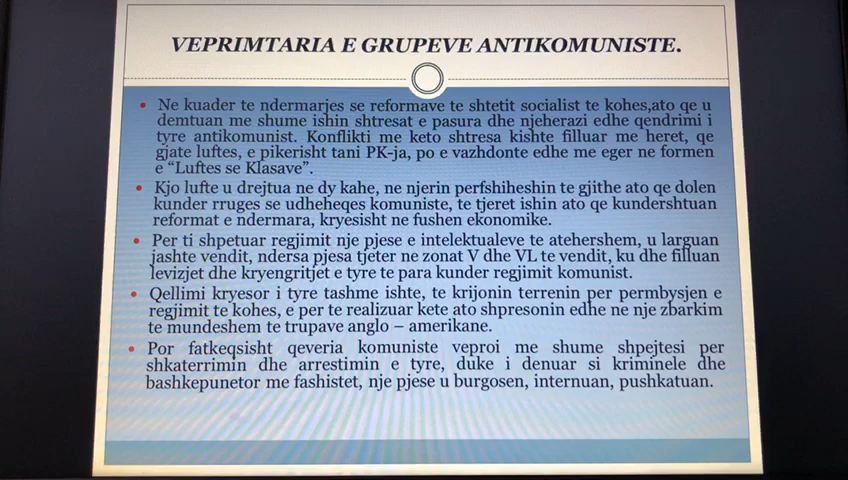 VEPRIMTARIA E GRUPEVE ANTIKOMUNISTE.
• Ne kuader te ndermarjes se reformave te shtetit socialist te kohes,ato qe u
demtuan me shume ishin shtresat e pasura dhe njeherazi edhe qendrimi i
tyre antikomunist. Konflikti me keto shtresa kishte filluar me heret, qe
gjate luftes, e pikerisht tani PK-ja, po e vazhdonte edhe me eger ne formen
e “Luftes se Klasave”.
• Kjo lufte u drejtua ne dy kahe, ne njerin perfshiheshin te gjithe ato qe dolen
kunder rruges se udheheqes komuniste, te tjeret ishin ato qe kundershtuan
reformat e ndermara, kryesisht ne fushen ekonomike.
• Per ti shpetuar regjimit nje pjese e intelektualeve te atehershem, u larguan
jashte vendit, ndersa pjesa tjeter ne zonat V dhe VL te vendit, ku dhe filluan
levizjet dhe kryengritjet e tyre te para kunder regjimit komunist.
• Qellimi kryesor i tyre tashme ishte, te krijonin terrenin per permbysjen e
regjimit te kohes, e per te realizuar kete ato shpresonin edhe ne nje zbarkim
te mundeshem te trupave anglo – amerikane.
• Por fatkeqsisht qeveria komuniste veproi me shume shpejtesi per
shkaterrimin dhe arrestimin e tyre, duke i denuar si kriminele dhe
bashkepunetor me fashistet, nje pjese u burgosen, internuan, pushkatuan.